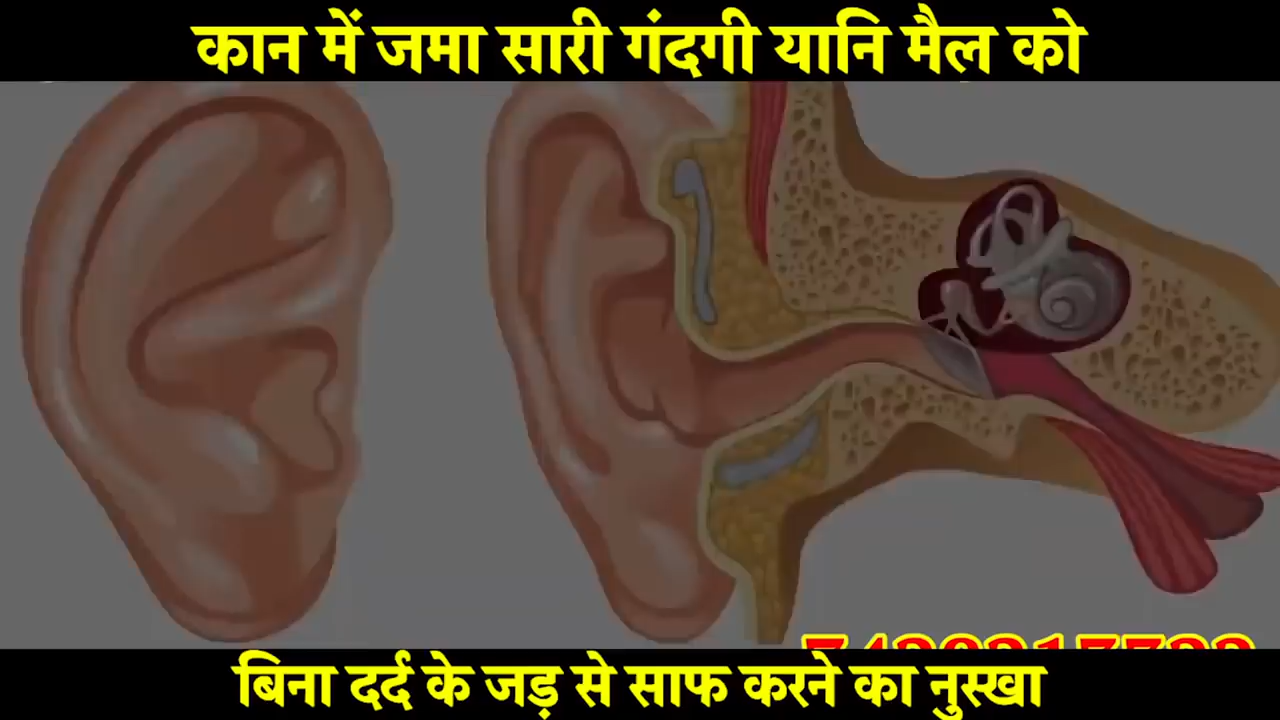 कान में जमा सारी गंदगी यानि मैल को
बिना दर्द के जड़ से साफ करने का नुस्खा